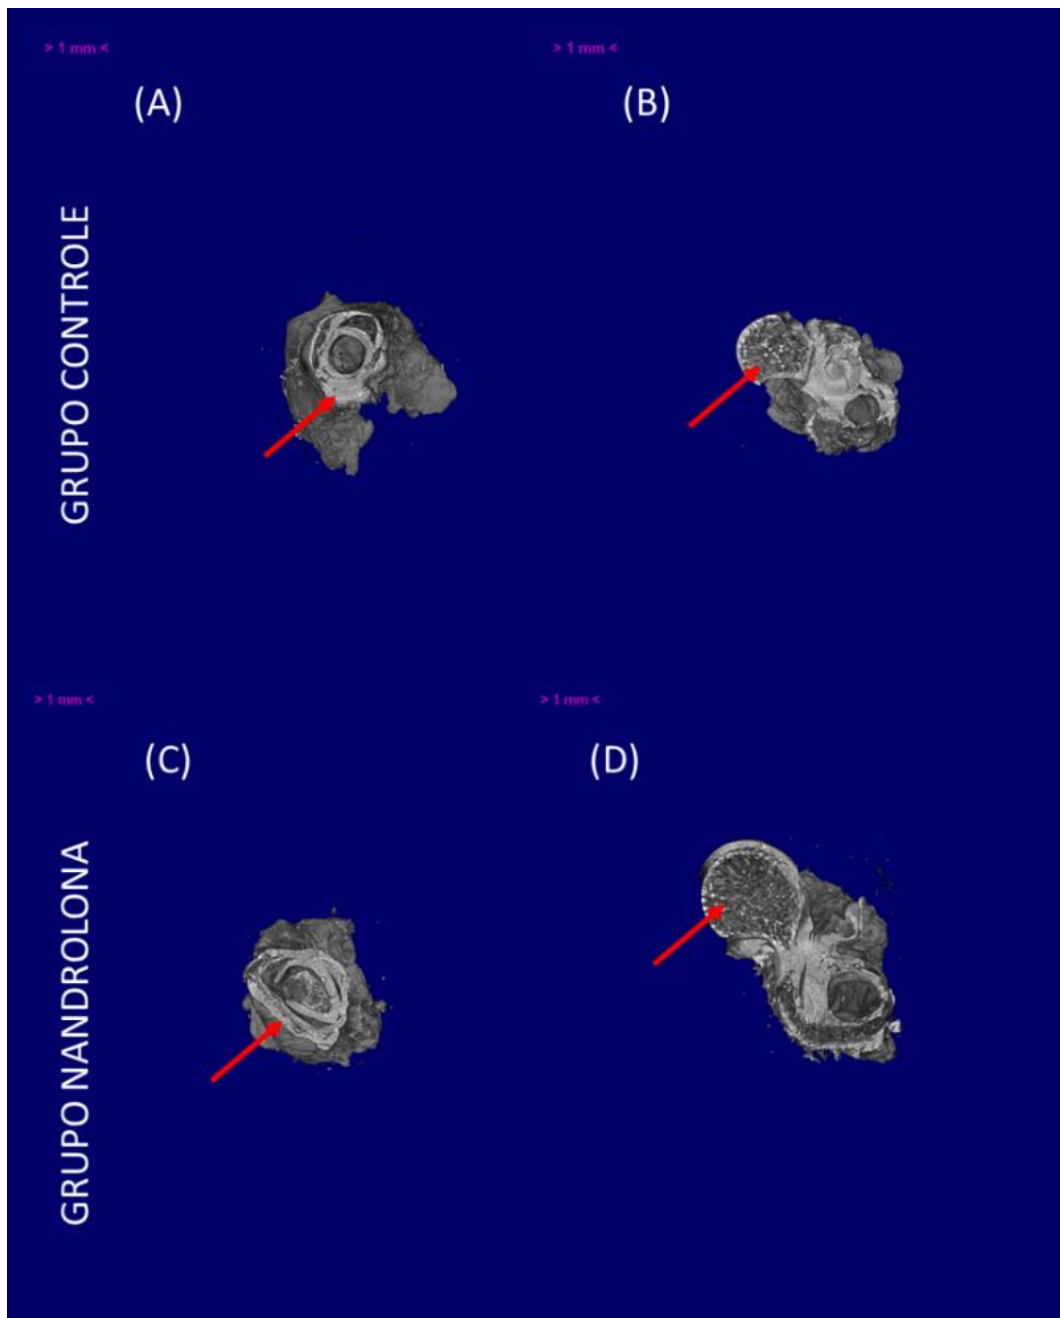 > 1 mm <
> 1 mm <
(A)
(B)
GRUPO CONTROLE
> 1 mm <
> 1 mm <
(C)
(D)
GRUPO NANDROLONA